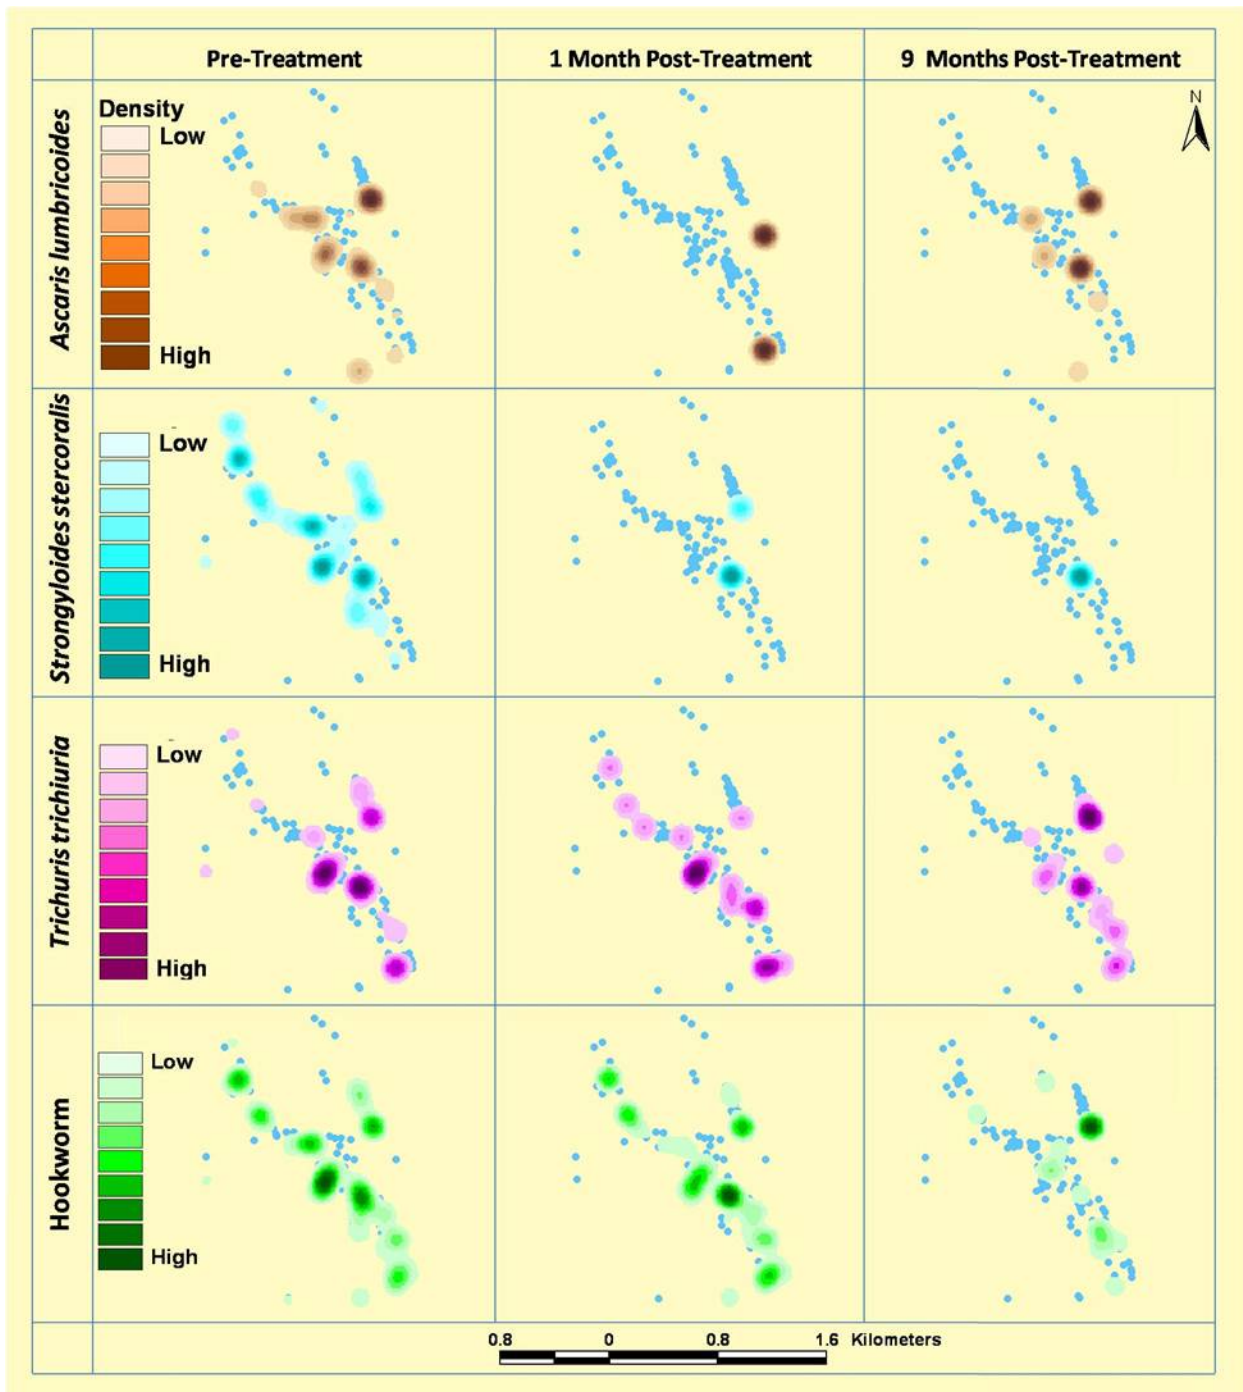 Pre-Treatment
1 Month Post-Treatment
9 Months Post-Treatment
Ascaris lumbricoides
Density
Low
High
N
Strongyloides stercoralis
Low
High
Trichuris trichiuria
Low
High
Hookworm
Low
High
0.8 0 0.8 1.6 Kilometers